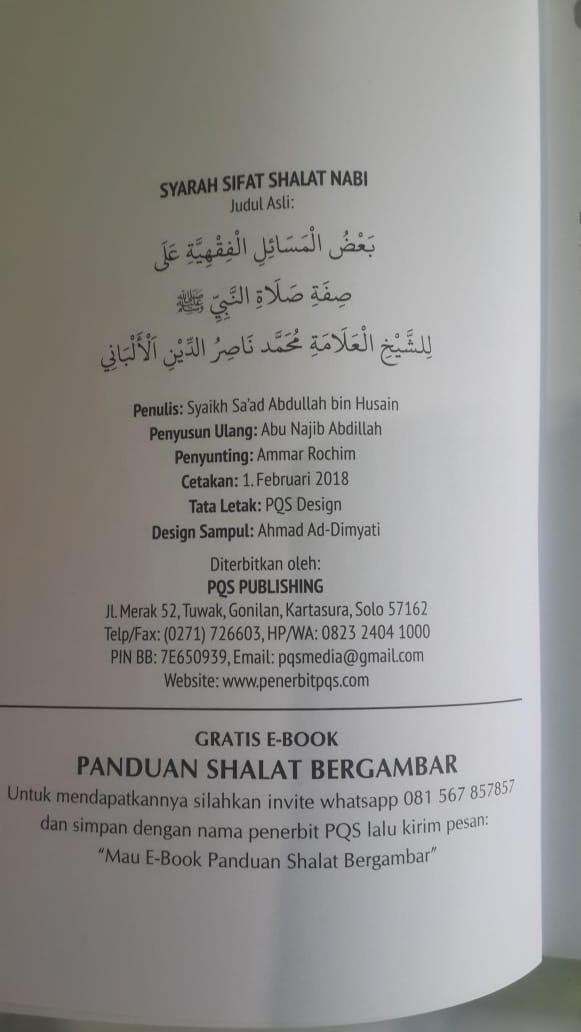 SYARAH SIFAT SHALAT NABI
Judul Asli:
بَعْضُ الْمَسَائِلِ الْفِقْهِيَّةِ عَلَى
صِفَةِ صَلَاةِ النَّبِيِّ ﷺ
لِلشَّيْخِ الْعَلَامَةِ مُحَمَّد نَاصِرُ الدِّيْنِ اَلْأَلْبَانِي
Penulis: Syaikh Sa'ad Abdullah bin Husain
Penyusun Ulang: Abu Najib Abdillah
Penyunting: Ammar Rochim
Cetakan: 1. Februari 2018
Tata Letak: PQS Design
Design Sampul: Ahmad Ad-Dimyati
Diterbitkan oleh:
PQS PUBLISHING
Jl. Merak 52, Tuwak, Gonilan, Kartasura, Solo 57162
Telp/Fax: (0271) 726603, HP/WA: 0823 2404 1000
PIN BB: 7E650939, Email: pqsmedia@gmail.com
Website: www.penerbitpqs.com
GRATIS E-BOOK
PANDUAN SHALAT BERGAMBAR
Untuk mendapatkannya silahkan invite whatsapp 081 567 857857
dan simpan dengan nama penerbit PQS lalu kirim pesan:
"Mau E-Book Panduan Shalat Bergambar"